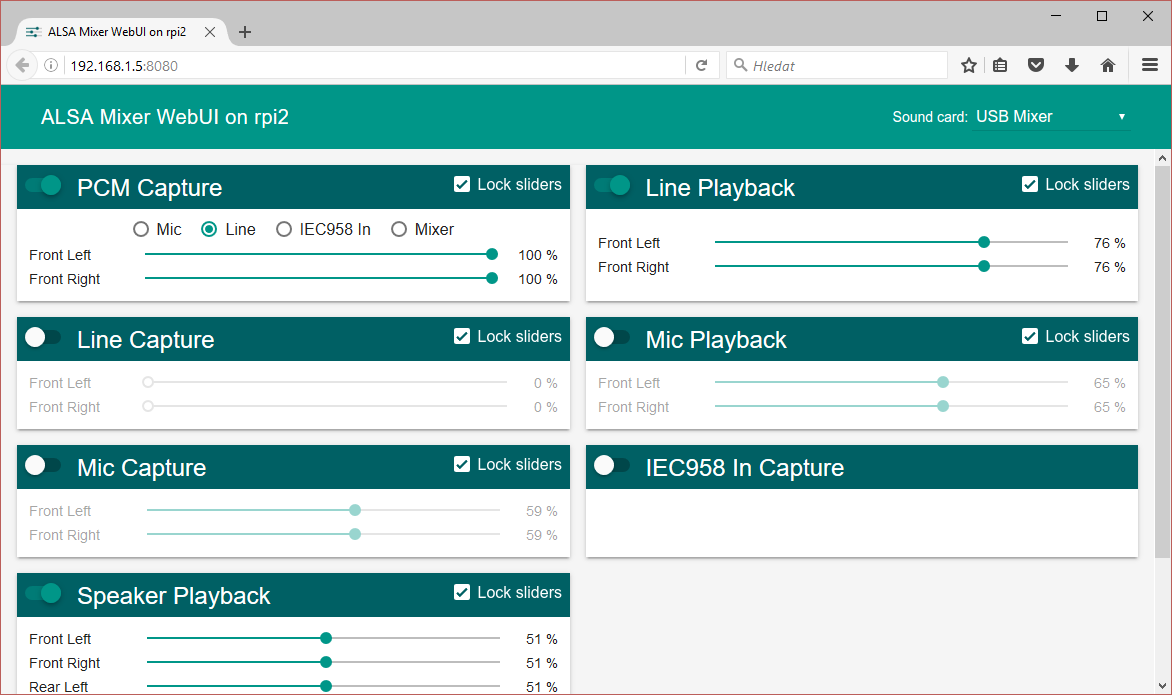 ALSA Mixer WebUI on rpi2
192.168.1.5:8080
Hledat
ALSA Mixer WebUI on rpi2
Sound card: USB Mixer
PCM Capture
Lock sliders
Mic Line IEC958 In Mixer
Front Left 100 %
Front Right 100 %
Line Playback
Lock sliders
Front Left 76 %
Front Right 76 %
Line Capture
Lock sliders
Front Left 0 %
Front Right 0 %
Mic Playback
Lock sliders
Front Left 65 %
Front Right 65 %
Mic Capture
Lock sliders
Front Left 59 %
Front Right 59 %
IEC958 In Capture
Speaker Playback
Lock sliders
Front Left 51 %
Front Right 51 %
Rear Left 51 %